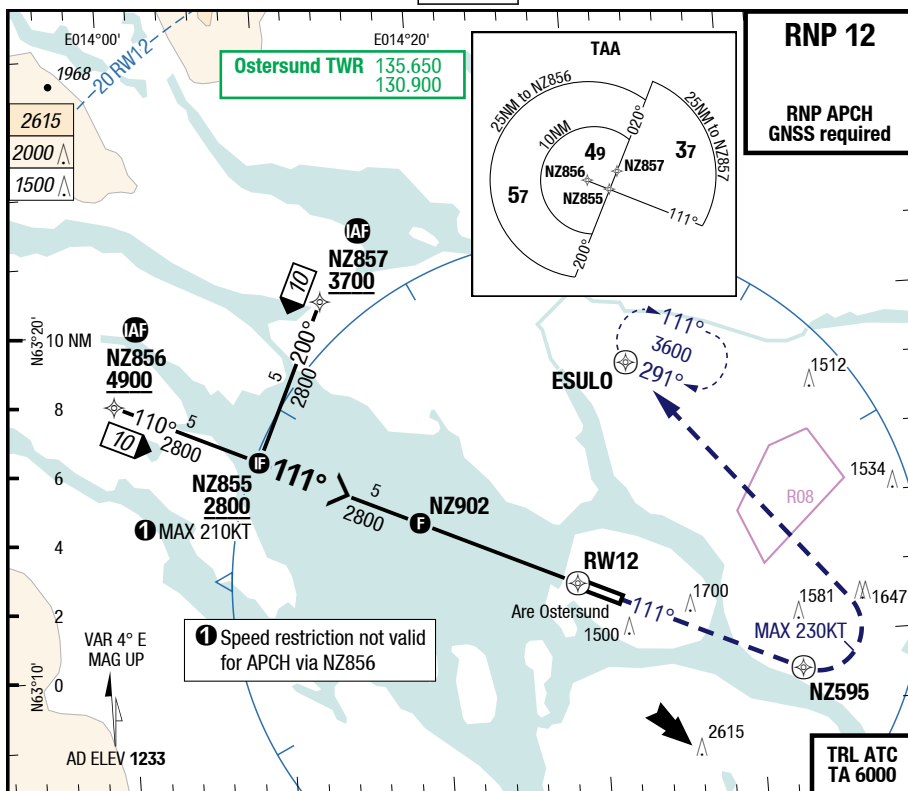 E014°00'
E014°20'
20 RW12
1968
Ostersund TWR 135.650
130.900
TAA
25NM to NZ856
25NM to NZ857
10NM
020°
49
37
57
NZ856
NZ857
NZ855
111°
200°
RNP 12
RNP APCH
GNSS required
2615
2000
1500
IAF
NZ857
3700
10
200°
5
2800
N63°20'
10 NM
IAF
NZ856
4900
110°
5
2800
10
8
6
4
2
0
IF
NZ855
2800
1 MAX 210KT
111°
5
2800
F
NZ902
ESULO
111°
3600
291°
1512
1534
R08
RW12
Are Ostersund
111°
1700
1500
1581
1647
MAX 230KT
NZ595
1 Speed restriction not valid
for APCH via NZ856
VAR 4° E
MAG UP
N63°10'
AD ELEV 1233
2615
TRL ATC
TA 6000